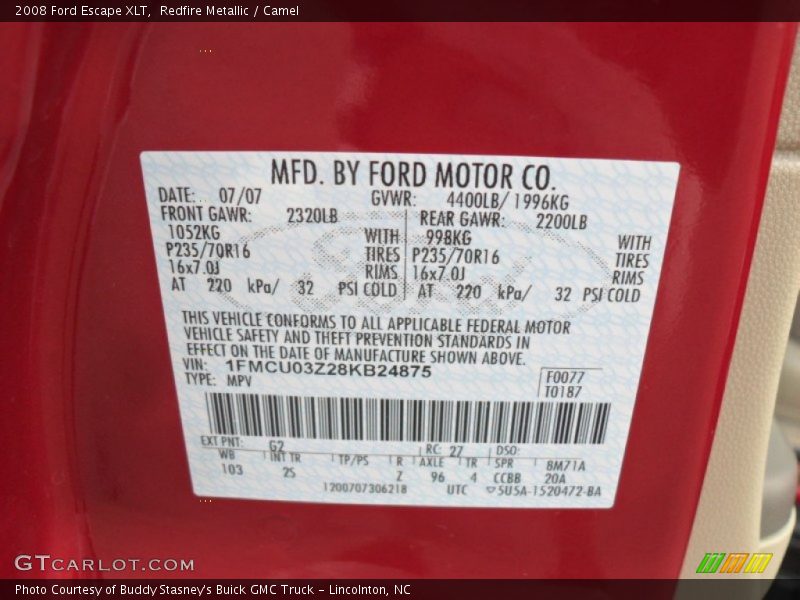 2008 Ford Escape XLT,  Redfire Metallic / Camel
MFD. BY FORD MOTOR CO.
DATE: 07/07 GVWR: 4400LB/ 1996KG
FRONT GAWR: 2320LB REAR GAWR: 2200LB
1052KG WITH 998KG WITH
P235/70R16 TIRES P235/70R16 TIRES
16x7.0J RIMS 16x7.0J RIMS
AT 220 kPa/ 32 PSI COLD AT 220 kPa/ 32 PSI COLD
THIS VEHICLE CONFORMS TO ALL APPLICABLE FEDERAL MOTOR
VEHICLE SAFETY AND THEFT PREVENTION STANDARDS IN
EFFECT ON THE DATE OF MANUFACTURE SHOWN ABOVE.
VIN: 1FMCU03Z28KB24875
TYPE: MPV
F0077
T0187
EXT PNT: G2 RC: 27 DSO:
WB INT TR TP/PS R AXLE TR SPR 8M71A
103 2S Z 96 4 CCBB 20A
1200707306218 UTC ▽5U5A-1520472-BA
Ford
GTCARLOT.COM
Photo Courtesy of Buddy Stasney's Buick GMC Truck - Lincolnton, NC